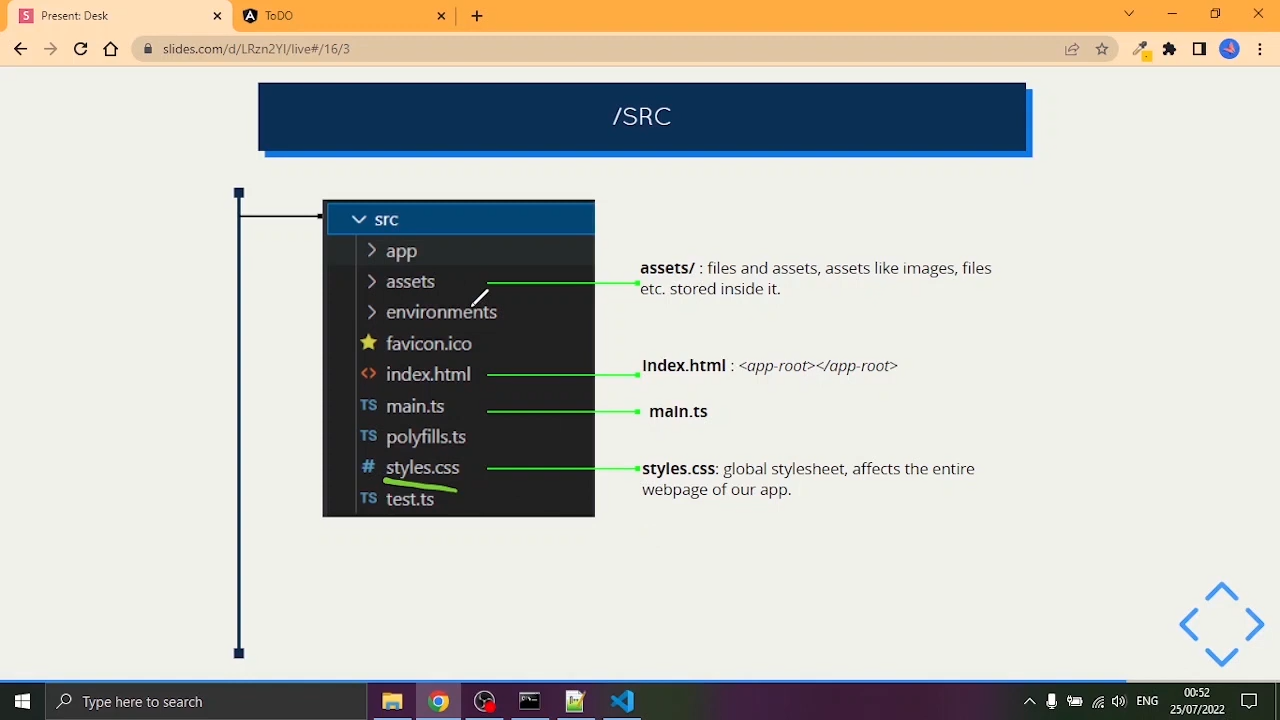 Present: Desk
ToDO
slides.com/d/LRzn2YI/live#/16/3
/SRC
src
app
assets
environments
favicon.ico
index.html
TS main.ts
TS polyfills.ts
# styles.css
TS test.ts
assets/ : files and assets, assets like images, files
etc. stored inside it.
Index.html : <app-root></app-root>
main.ts
styles.css: global stylesheet, affects the entire
webpage of our app.
Type here to search
ENG
00:52
25/07/2022